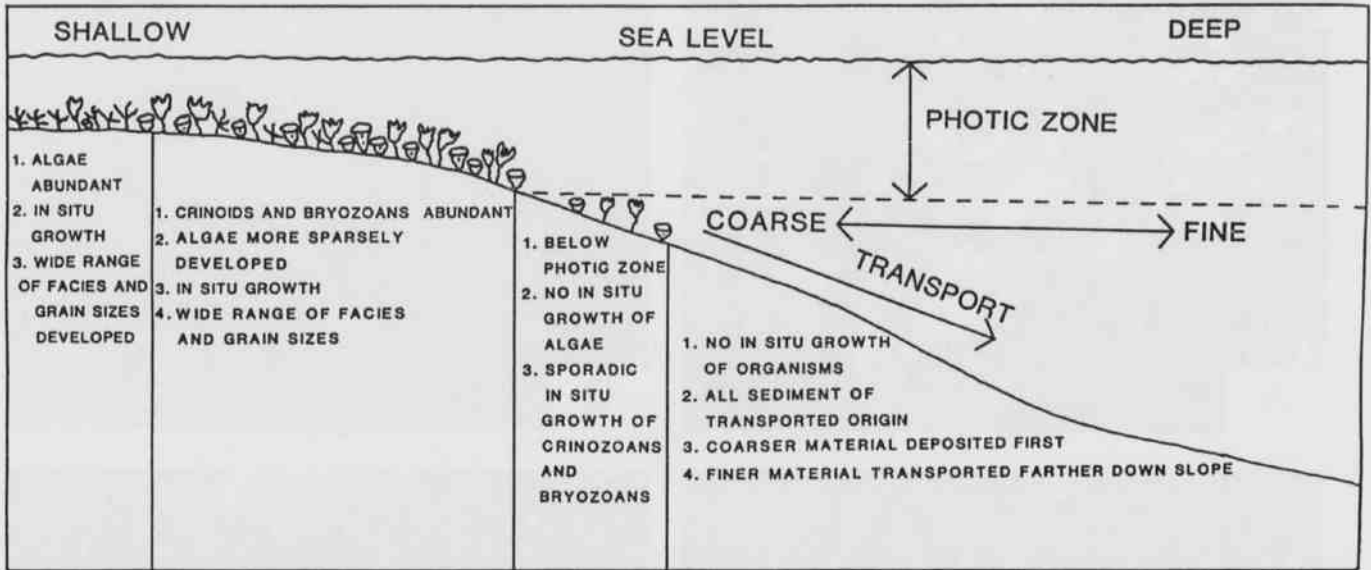 SHALLOW
SEA LEVEL
DEEP
PHOTIC ZONE
1. ALGAE
ABUNDANT
2. IN SITU
GROWTH
3. WIDE RANGE
OF FACIES AND
GRAIN SIZES
DEVELOPED
1. CRINOIDS AND BRYOZOANS ABUNDANT
2. ALGAE MORE SPARSELY
DEVELOPED
3. IN SITU GROWTH
4. WIDE RANGE OF FACIES
AND GRAIN SIZES
1. BELOW
PHOTIC ZONE
2. NO IN SITU
GROWTH OF
ALGAE
3. SPORADIC
IN SITU
GROWTH OF
CRINOZOANS
AND
BRYOZOANS
COARSE
FINE
TRANSPORT
1. NO IN SITU GROWTH
OF ORGANISMS
2. ALL SEDIMENT OF
TRANSPORTED ORIGIN
3. COARSER MATERIAL DEPOSITED FIRST
4. FINER MATERIAL TRANSPORTED FARTHER DOWN SLOPE